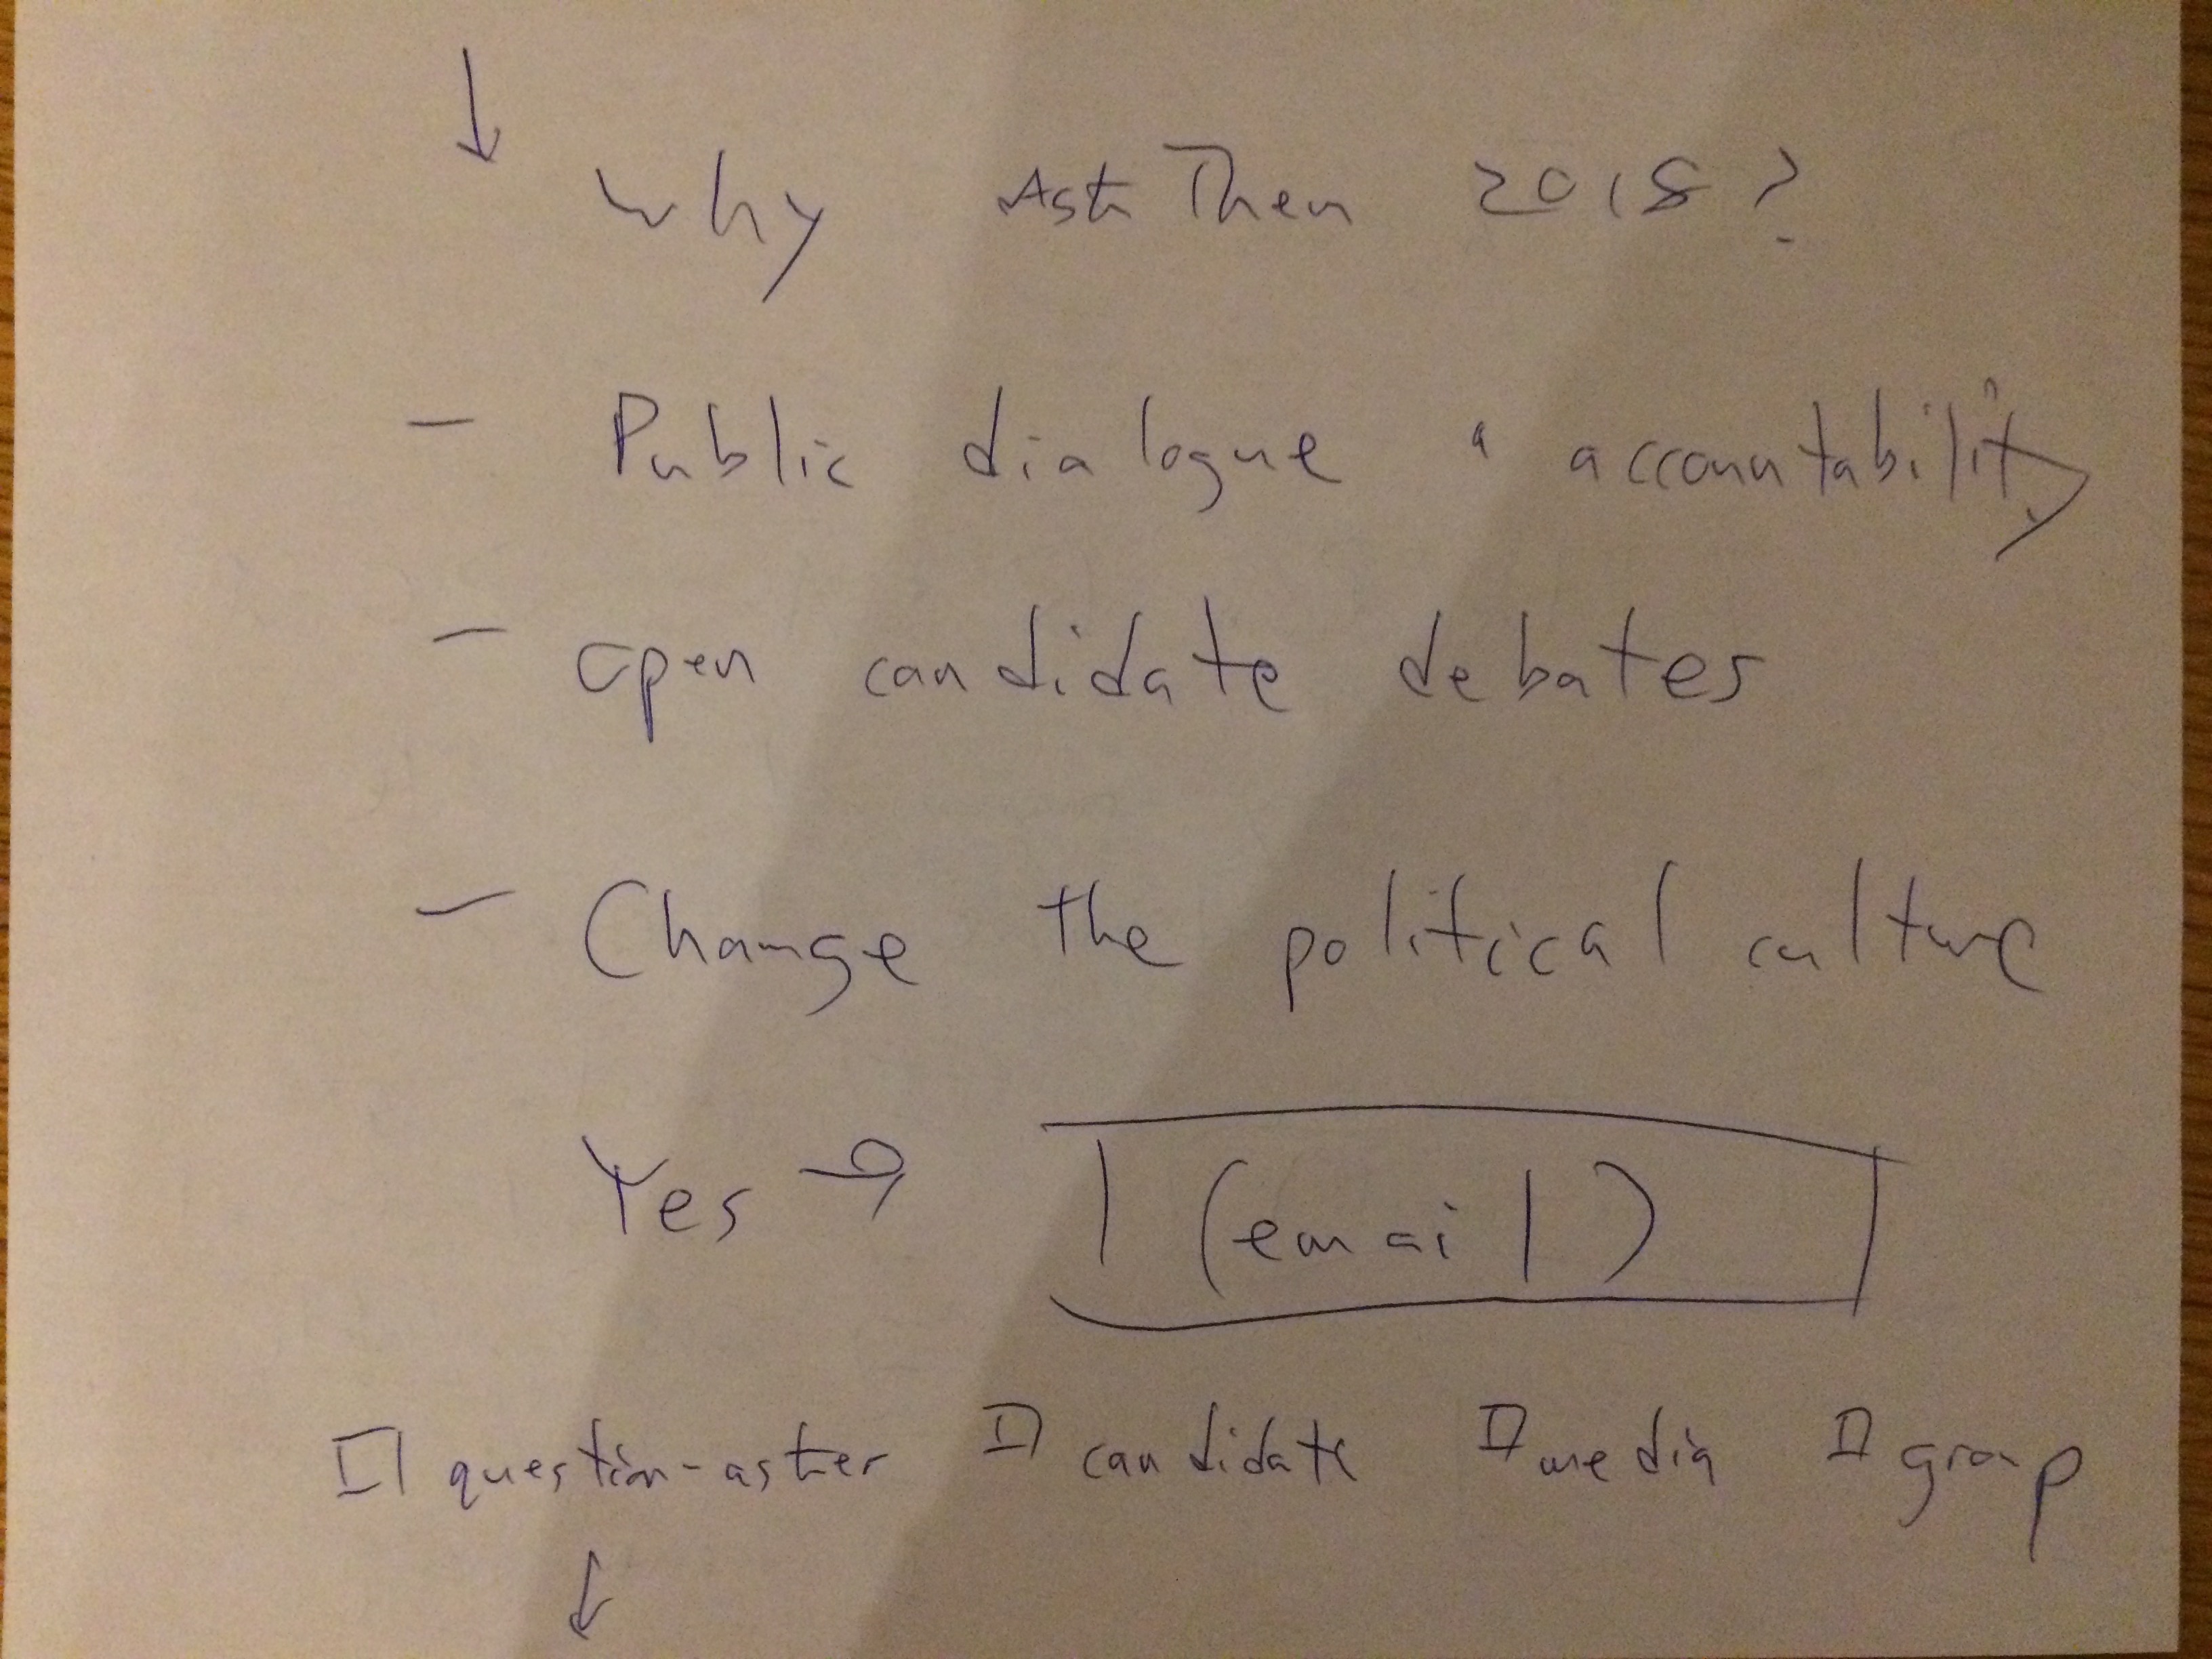 Why AskThem 2018?
- Public dialogue & accountability
- open candidate debates
- Change the political culture
Yes → (email)
question-asker candidate media group